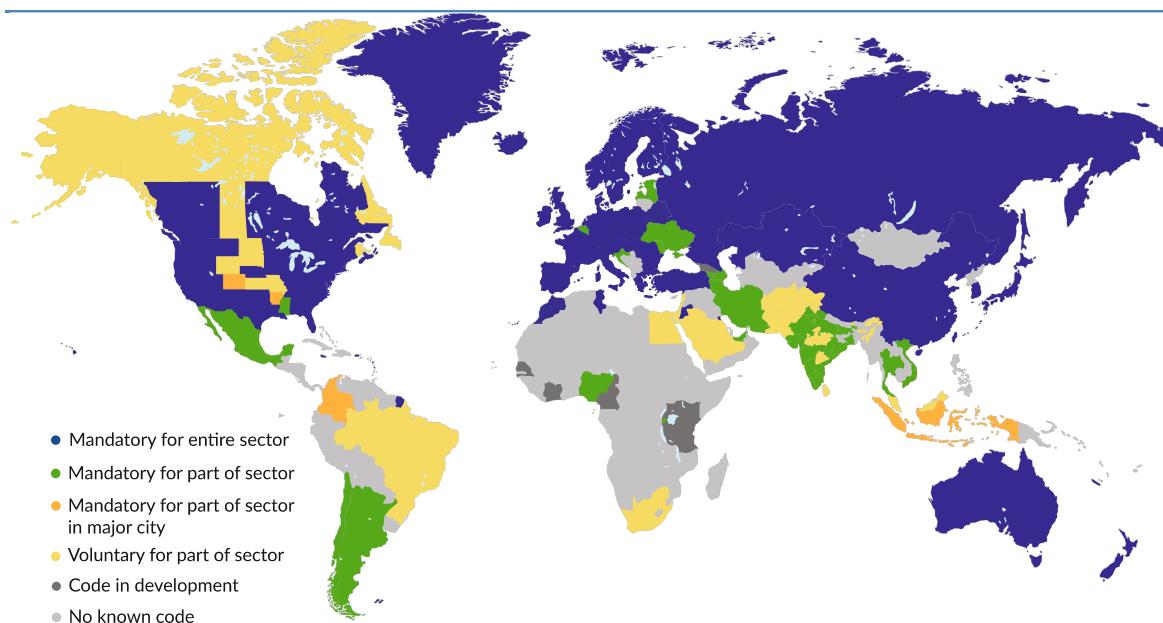 Mandatory for entire sector
Mandatory for part of sector
Mandatory for part of sector
in major city
Voluntary for part of sector
Code in development
No known code